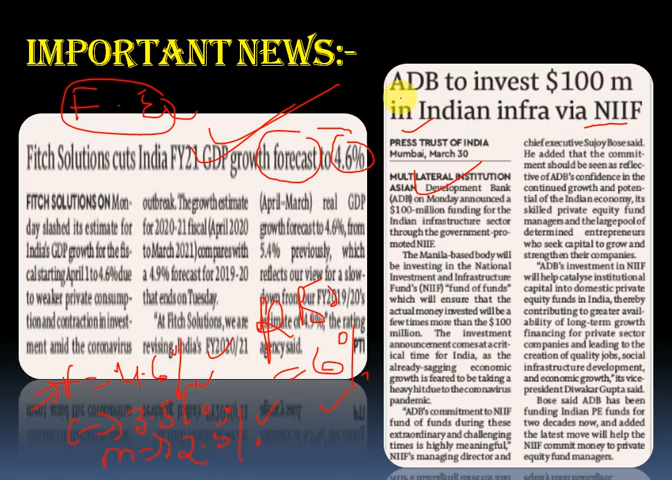 IMPORTANT NEWS:-
F. Ex
Fitch Solutions cuts India FY21 GDP growth forecast to 4.6%
FITCH SOLUTIONS ON Mon-
day slashed its estimate for
India's GDP growth for the fis-
cal starting April 1 to 4.6% due
to weaker private consump-
tion and contraction in invest-
ment amid the coronavirus
outbreak. The growth estimate
for 2020-21 fiscal (April 2020
to March 2021) compares with
a 4.9% forecast for 2019-20
that ends on Tuesday.
"At Fitch Solutions, we are
revising India's FY2020/21
(April-March) real GDP
growth forecast to 4.6%, from
5.4% previously, which
reflects our view for a slow-
down from our FY2019/20's
estimate of 4.9%," the rating
agency said. PTI
= 6%
4.6%
m 2.5%
ADB to invest $100 m
in Indian infra via NIIF
PRESS TRUST OF INDIA
Mumbai, March 30
MULTILATERAL INSTITUTION
ASIAN Development Bank
(ADB) on Monday announced a
$100-million funding for the
Indian infrastructure sector
through the government-pro-
moted NIIF.
The Manila-based body will
be investing in the National
Investment and Infrastructure
Fund's (NIIF) "fund of funds"
which will ensure that the
actual money invested will be a
few times more than the $100
million. The investment
announcement comes at a crit-
ical time for India, as the
already-sagging economic
growth is feared to be taking a
heavy hit due to the coronavirus
pandemic.
"ADB's commitment to NIIF
fund of funds during these
extraordinary and challenging
times is highly meaningful,"
NIIF's managing director and
chief executive Sujoy Bose said.
He added that the commit-
ment should be seen as reflect-
ive of ADB's confidence in the
continued growth and poten-
tial of the Indian economy, its
skilled private equity fund
managers and the large pool of
determined entrepreneurs
who seek capital to grow and
strengthen their companies.
"ADB's investment in NIIF
will help catalyse institutional
capital into domestic private
equity funds in India, thereby
contributing to greater avail-
ability of long-term growth
financing for private sector
companies and leading to the
creation of quality jobs, social
infrastructure development,
and economic growth," its vice-
president Diwakar Gupta said.
Bose said ADB has been
funding Indian PE funds for
two decades now, and added
the latest move will help the
NIIF commit money to private
equity fund managers.